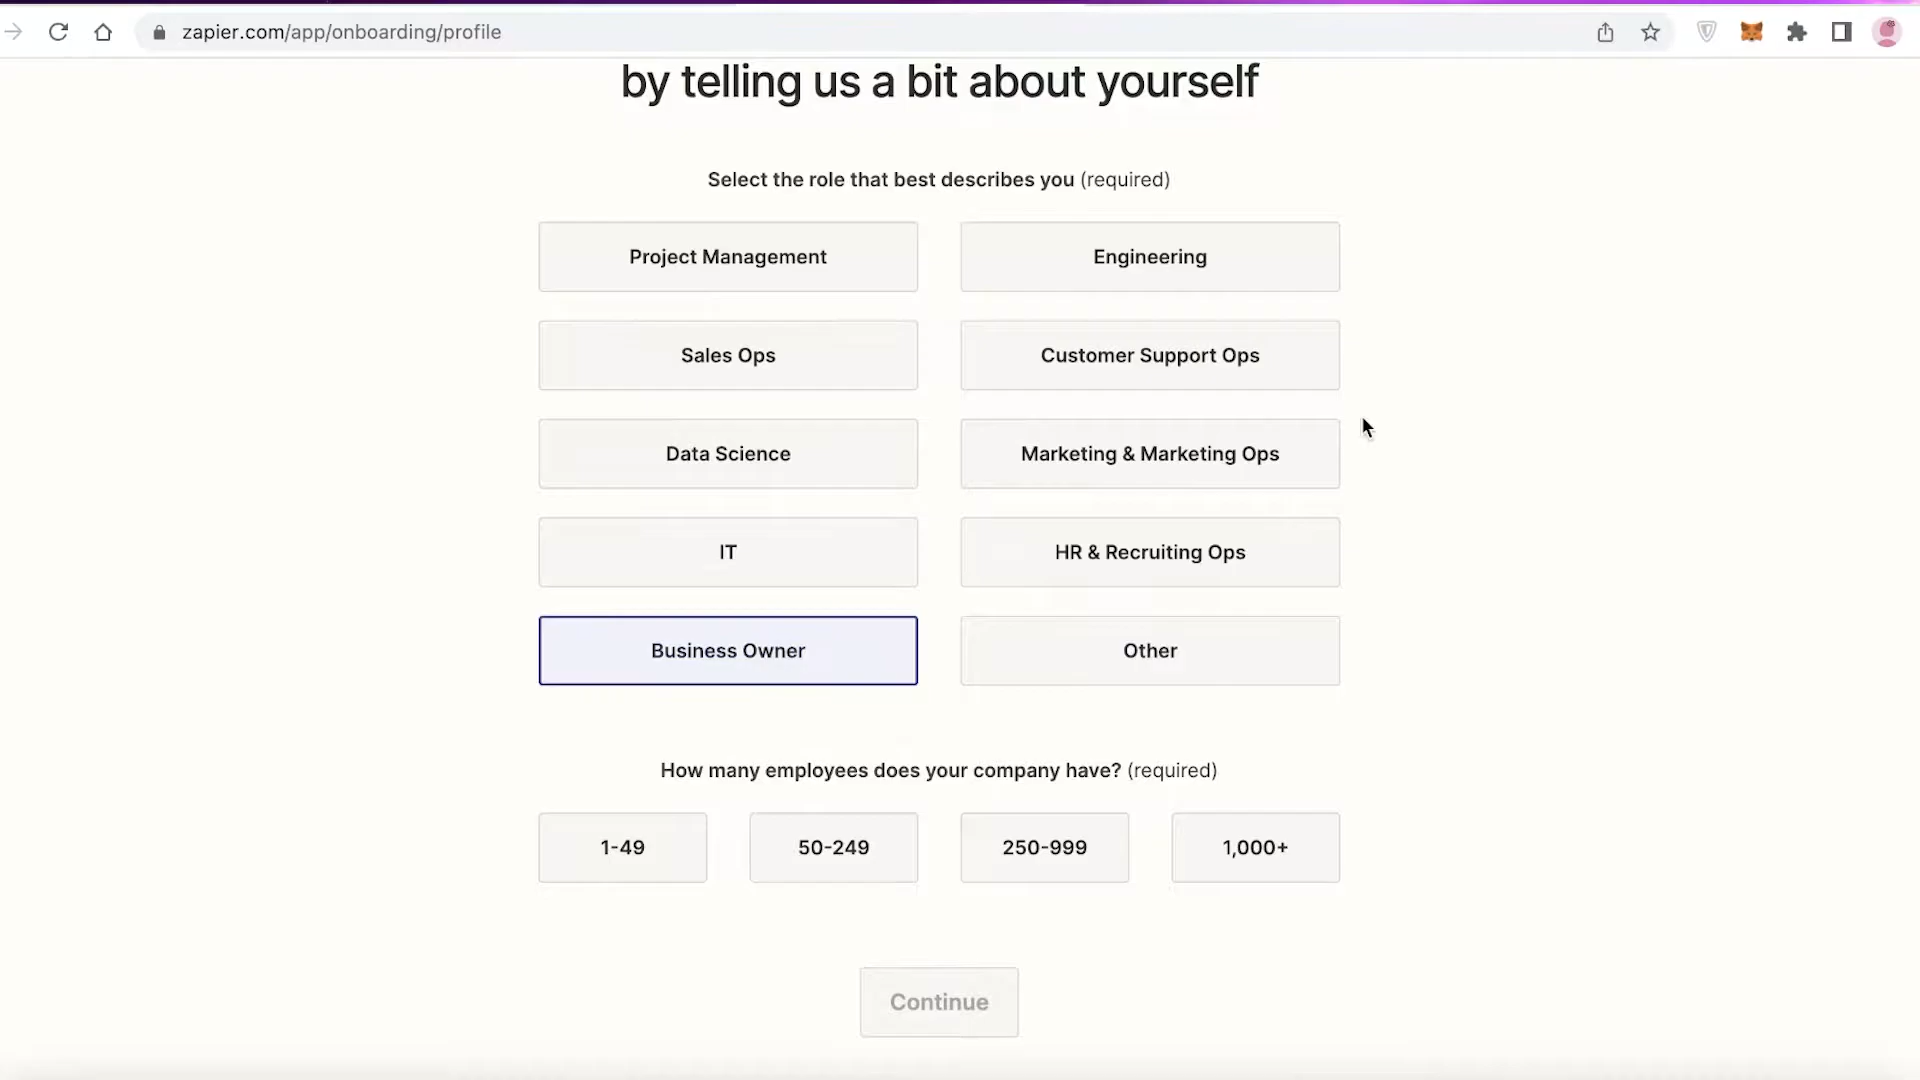 zapier.com/app/onboarding/profile
by telling us a bit about yourself
Select the role that best describes you (required)
Project Management
Engineering
Sales Ops
Customer Support Ops
Data Science
Marketing & Marketing Ops
IT
HR & Recruiting Ops
Business Owner
Other
How many employees does your company have? (required)
1-49
50-249
250-999
1,000+
Continue